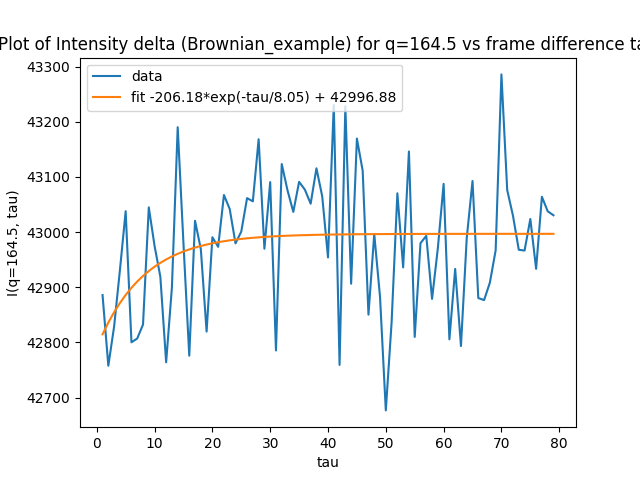 Plot of Intensity delta (Brownian_example) for q=164.5 vs frame difference ta
43300
data
fit -206.18*exp(-tau/8.05) + 42996.88
43200
43100
I(q=164.5, tau)
43000
42900
42800
42700
0 10 20 30 40 50 60 70 80
tau